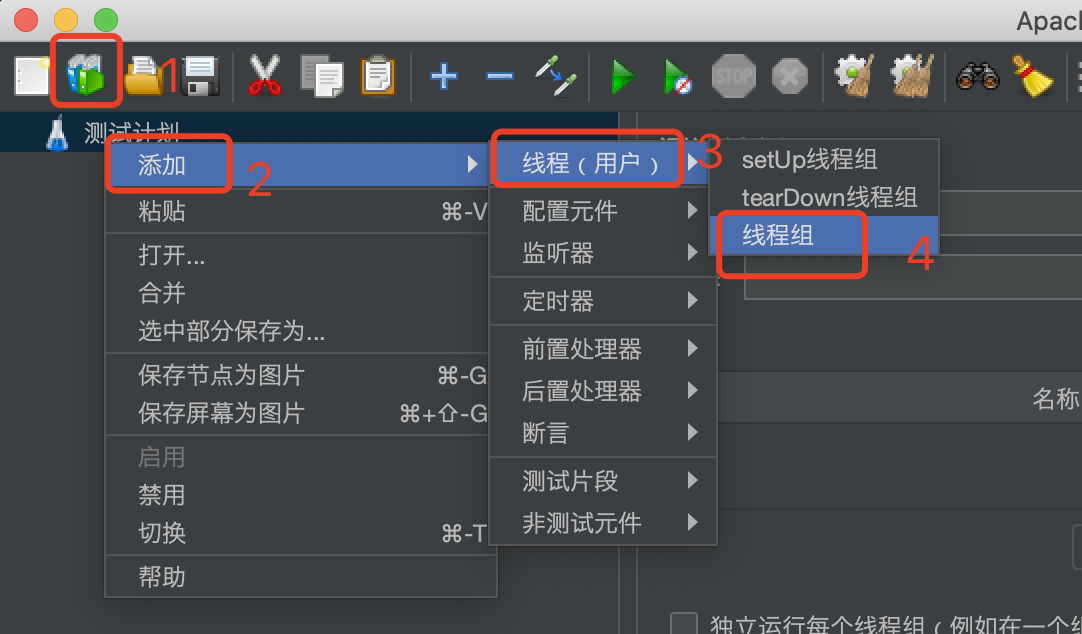 Apac
1
STOP
测试计划
添加
2
粘贴 ⌘-V
打开...
合并
选中部分保存为...
保存节点为图片 ⌘-G
保存屏幕为图片 ⌘+⇧-G
启用
禁用
切换 ⌘-T
帮助
线程（用户）
3
配置元件
监听器
定时器
前置处理器
后置处理器
断言
测试片段
非测试元件
setUp线程组
tearDown线程组
线程组
4
名称
独立运行每个线程组（例如在一个组